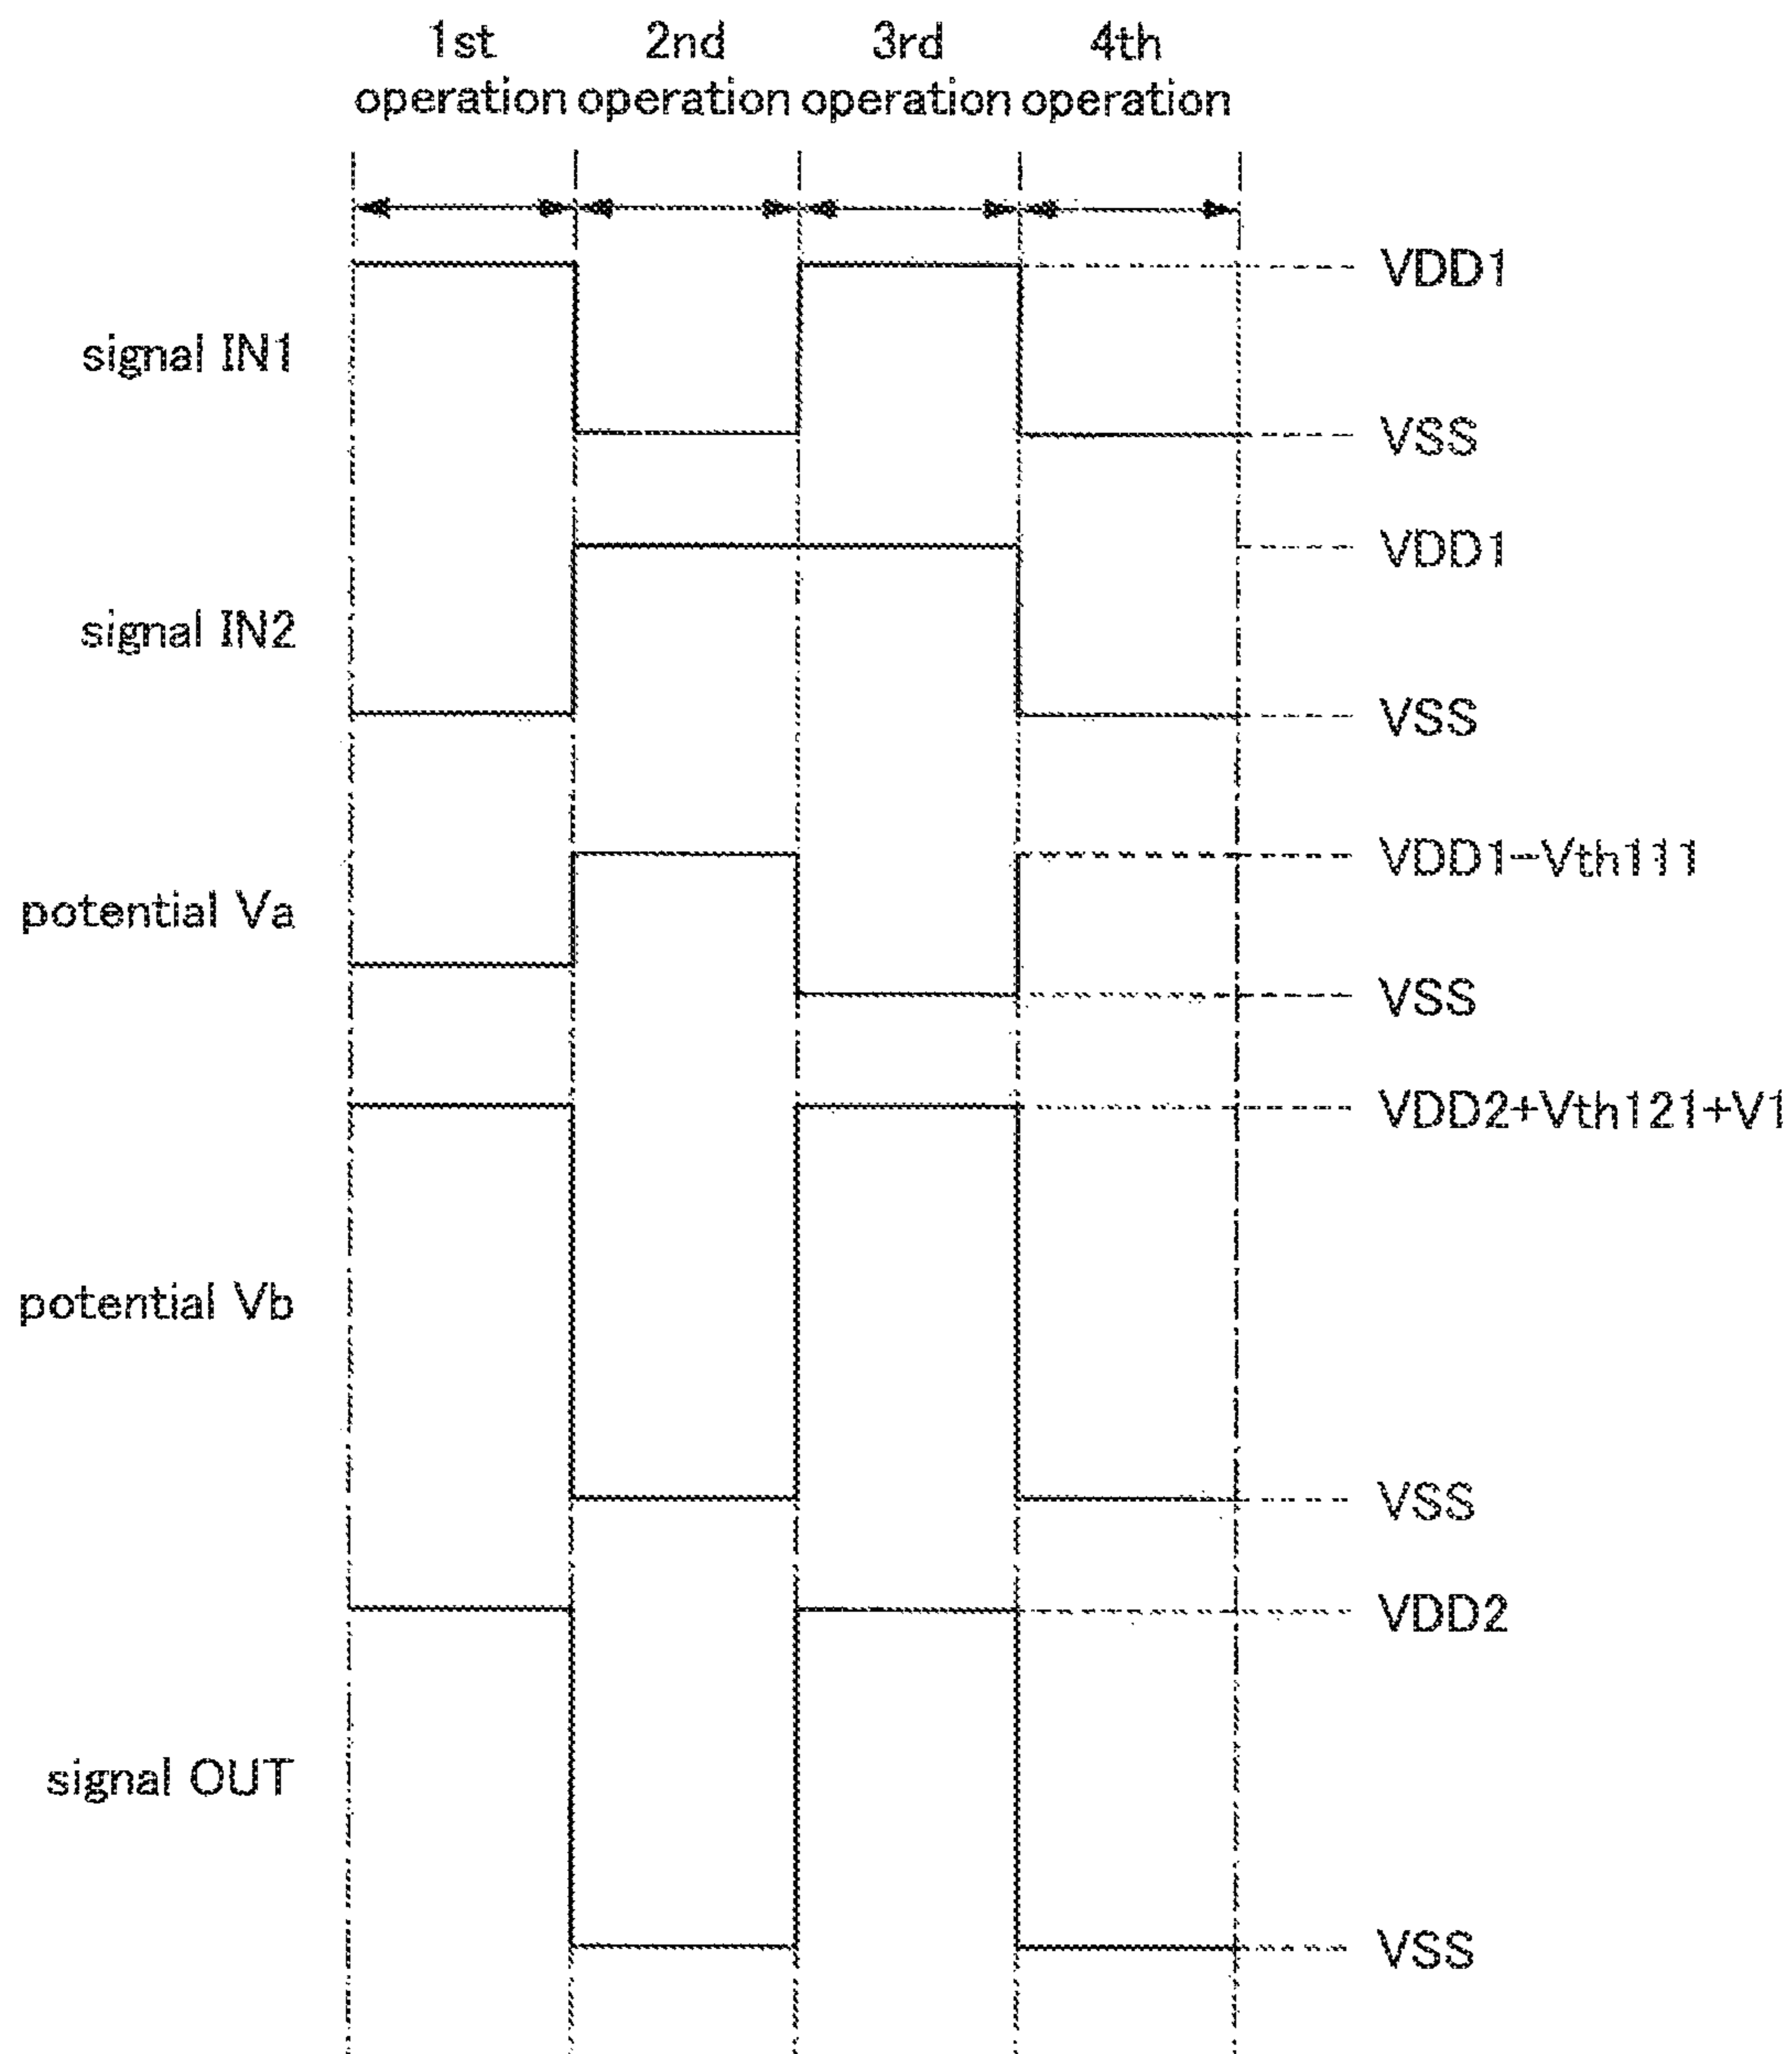 1st 2nd 3rd 4th
operation operation operation operation
VDD1
signal IN1
VSS
VDD1
signal IN2
VSS
VDD1-Vth111
potential Va
VSS
VDD2+Vth121+V1
potential Vb
VSS
VDD2
signal OUT
VSS